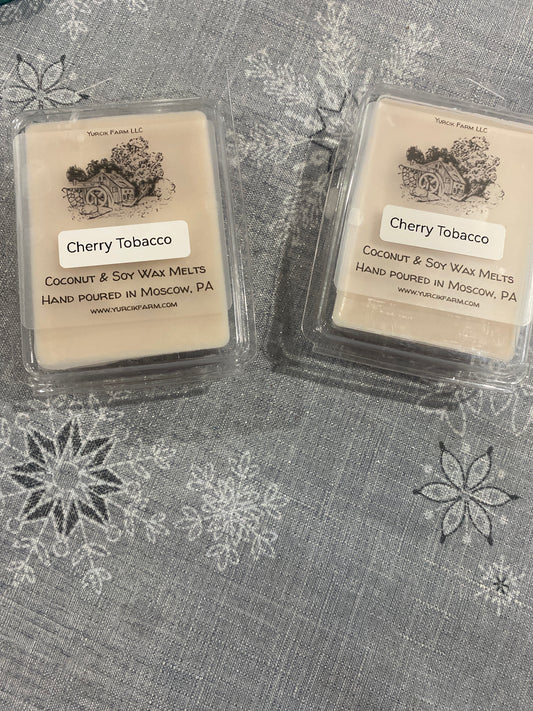 Yurcik Farm LLC
Cherry Tobacco
Coconut & Soy Wax Melts
Hand poured in Moscow, PA
www.yurcikfarm.com
Yurcik Farm LLC
Cherry Tobacco
Coconut & Soy Wax Melts
Hand poured in Moscow, PA
www.yurcikfarm.com